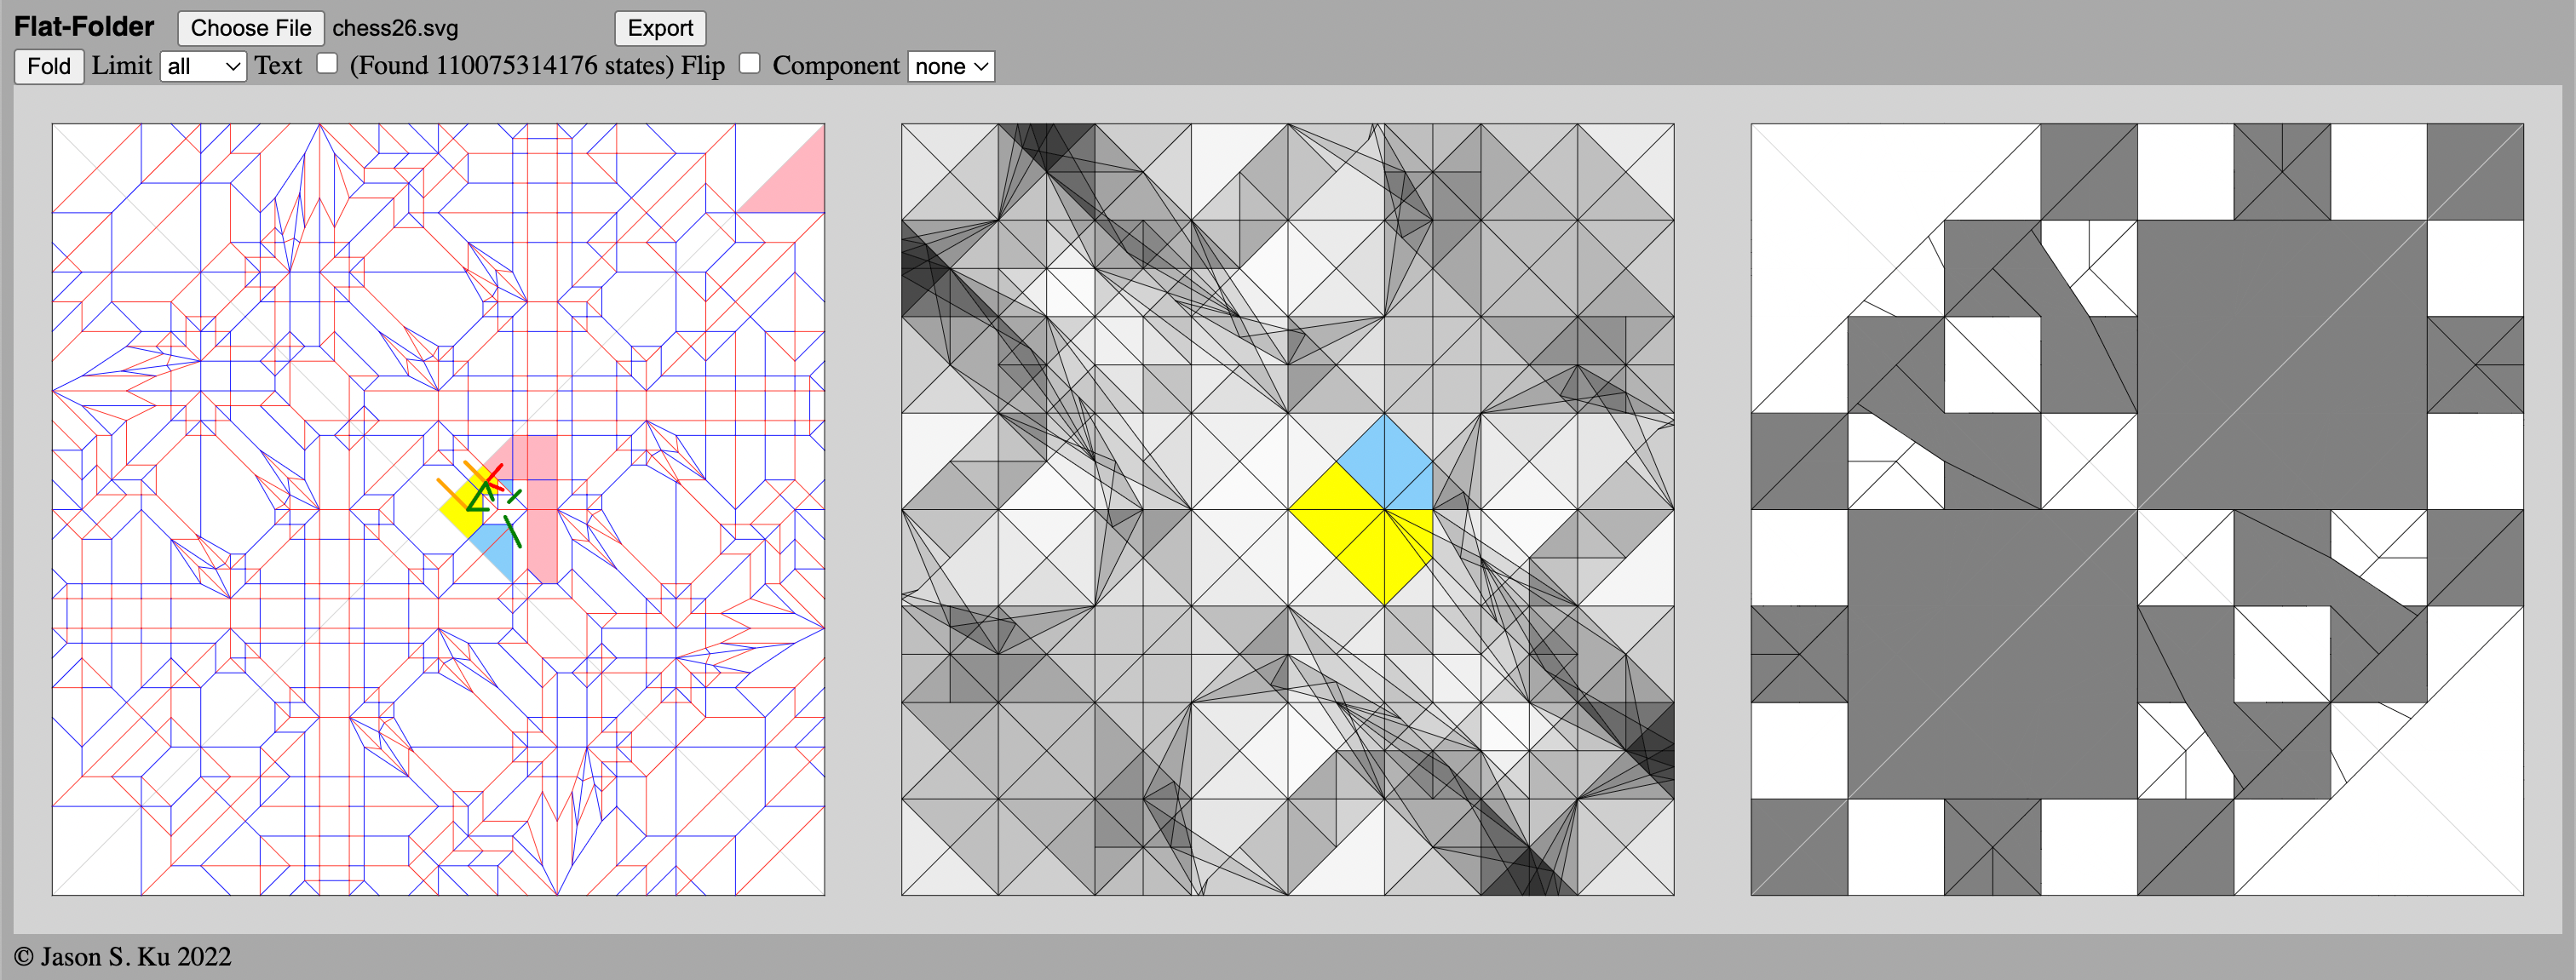 Flat-Folder Choose File chess26.svg Export
Fold Limit all Text (Found 110075314176 states) Flip Component none
© Jason S. Ku 2022